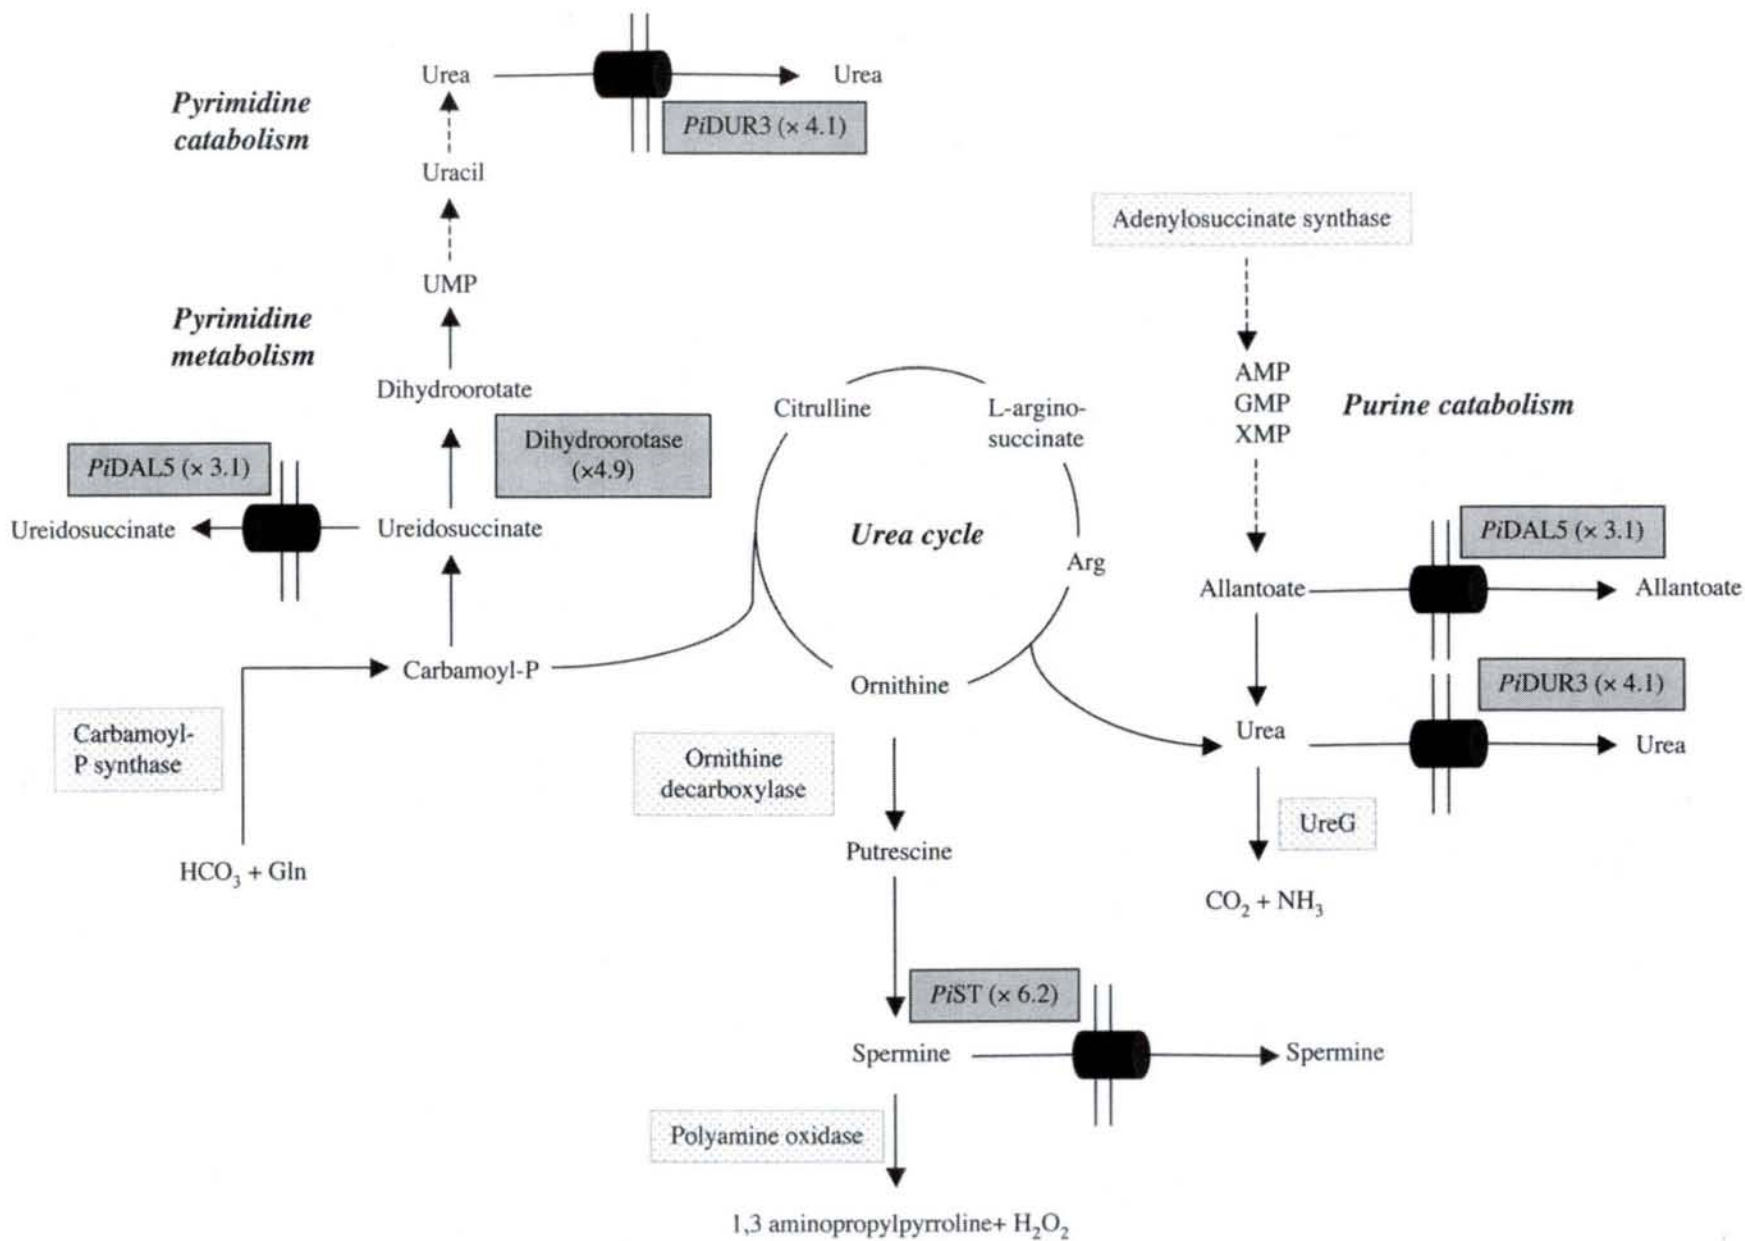 Urea
Urea
PiDUR3 (× 4.1)
Pyrimidine
catabolism
Uracil
UMP
Pyrimidine
metabolism
Dihydroorotate
Dihydroorotase
(×4.9)
PiDAL5 (× 3.1)
Ureidosuccinate
Ureidosuccinate
Carbamoyl-P
Carbamoyl-
P synthase
HCO3 + Gln
Citrulline
L-argino-
succinate
Urea cycle
Arg
Ornithine
Ornithine
decarboxylase
Putrescine
PiST (× 6.2)
Spermine
Spermine
Polyamine oxidase
1,3 aminopropylpyrroline+ H2O2
Adenylosuccinate synthase
AMP
GMP
XMP
Purine catabolism
PiDAL5 (× 3.1)
Allantoate
Allantoate
PiDUR3 (× 4.1)
Urea
Urea
UreG
CO2 + NH3